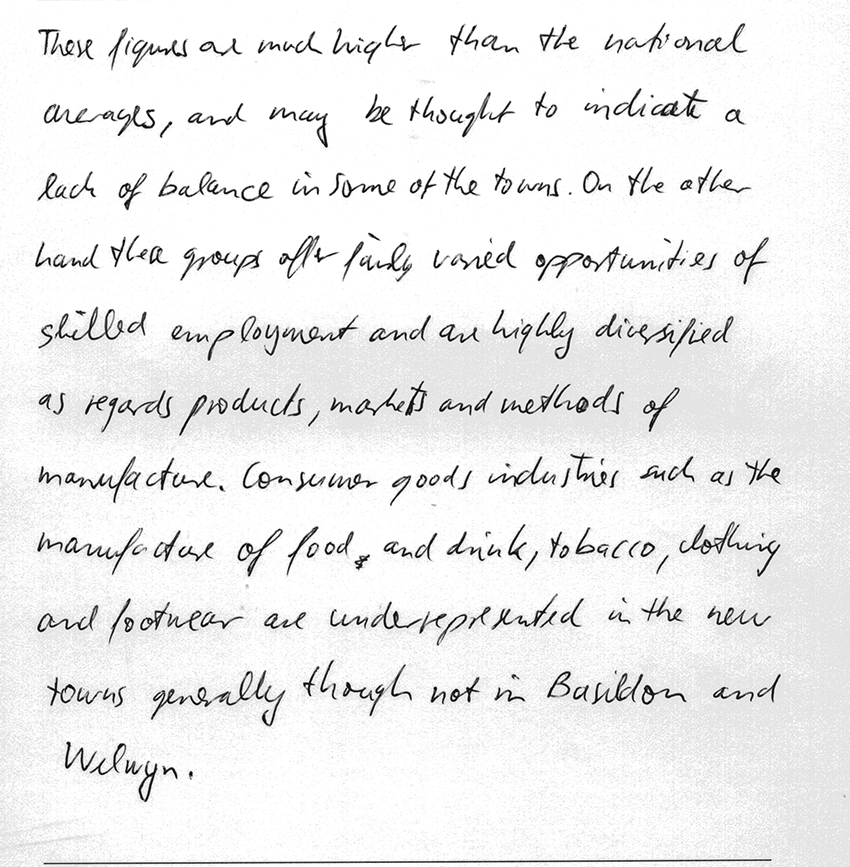 These figures are much higher than the national
averages, and may be thought to indicate a
lack of balance in some of the towns. On the other
hand these groups offer fairly varied opportunities of
skilled employment and are highly diversified
as regards products, markets and methods of
manufacture. Consumer goods industries such as the
manufacture of food, and drink, tobacco, clothing
and footwear are underrepresented in the new
towns generally though not in Basildon and
Welwyn.